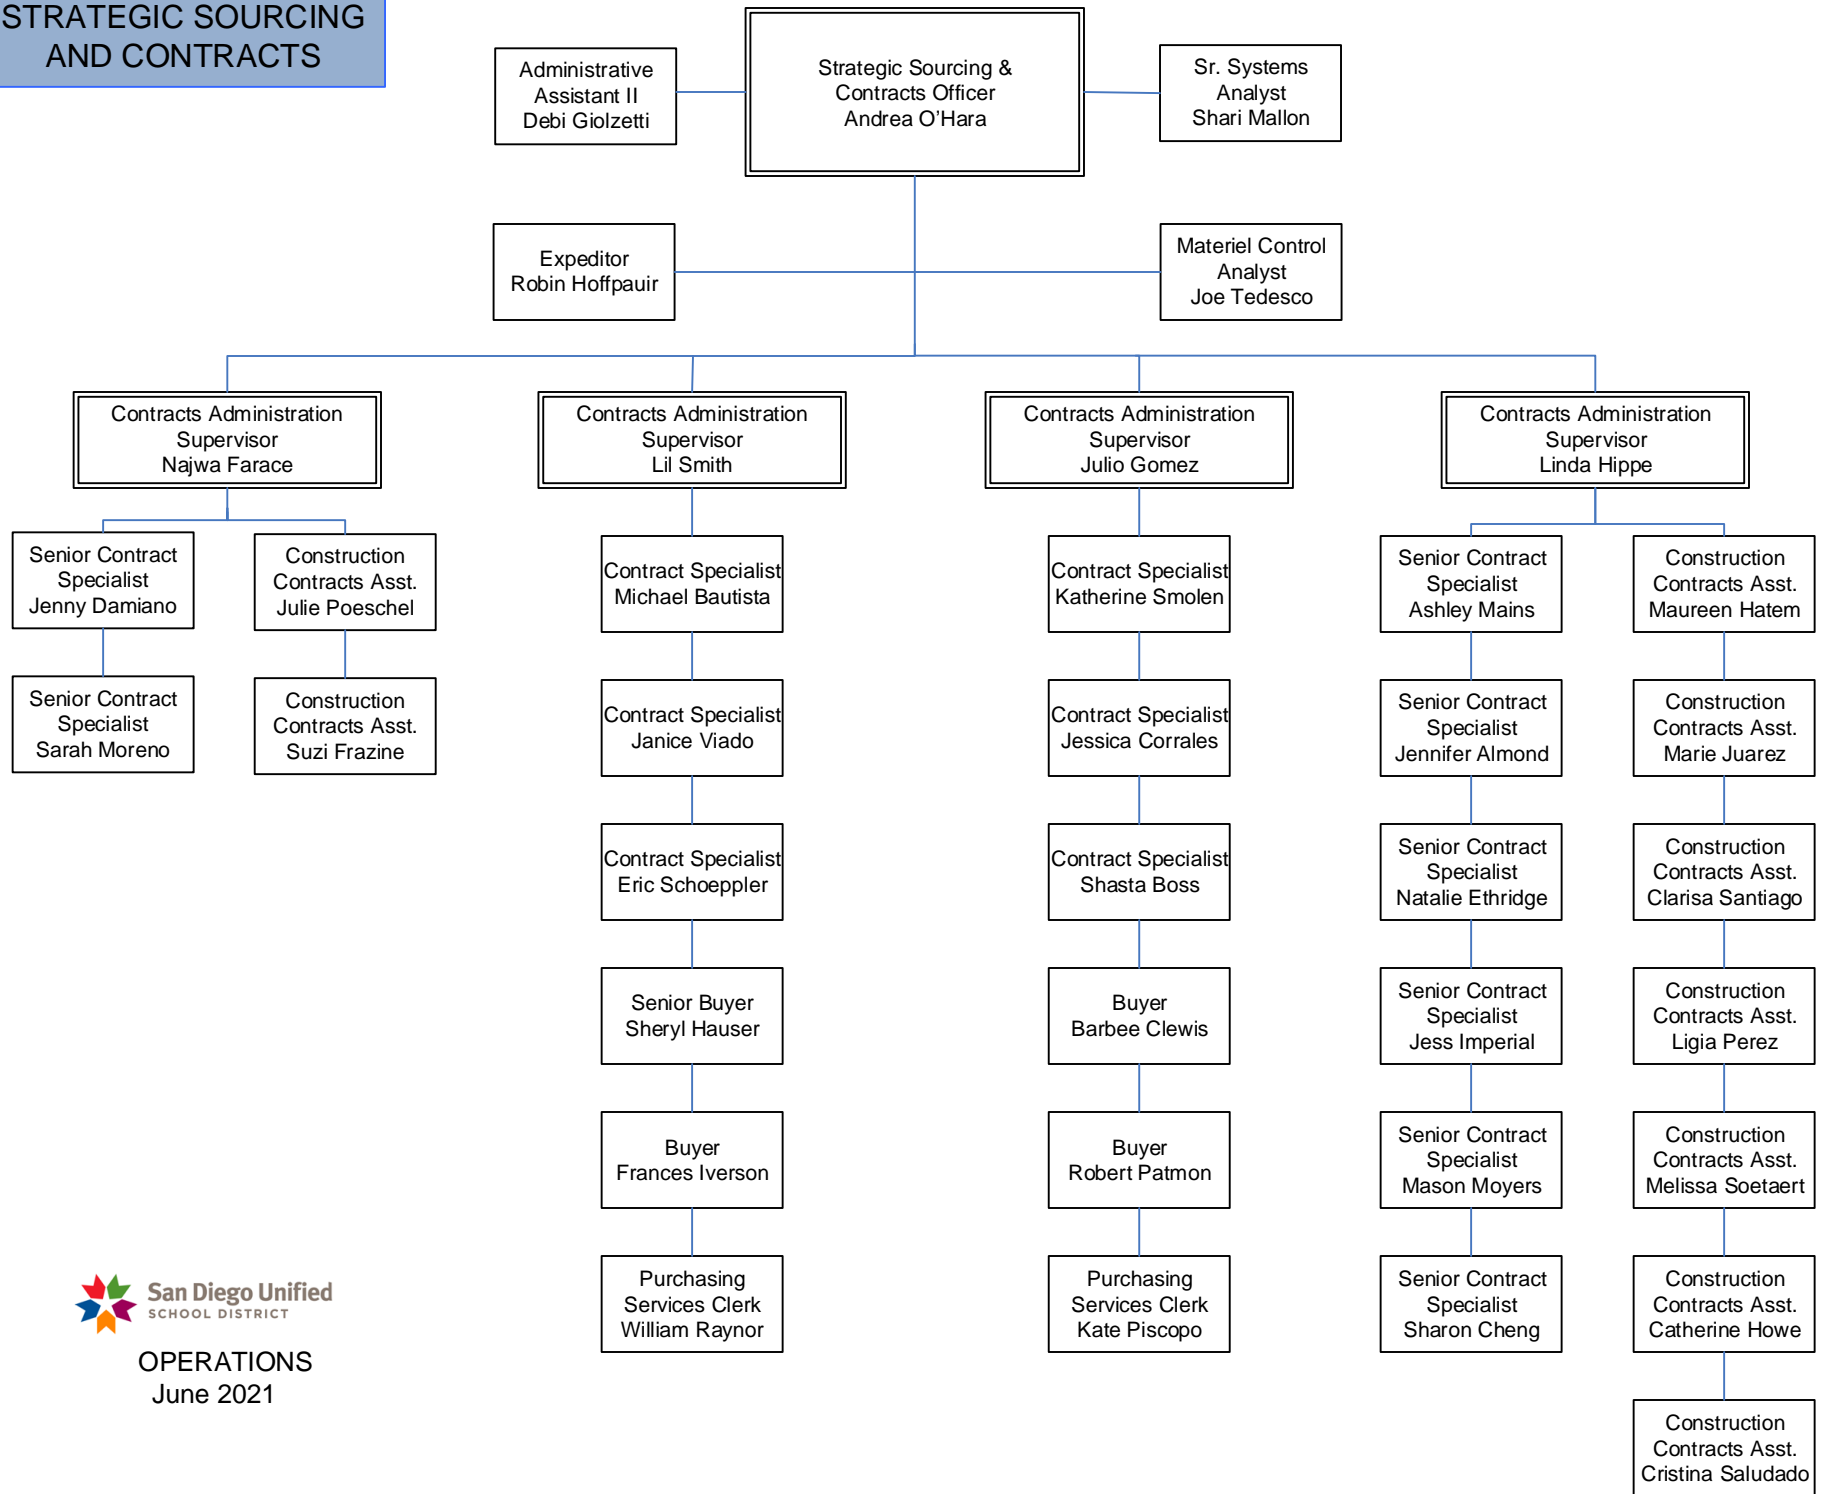 STRATEGIC SOURCING
AND CONTRACTS
Administrative
Assistant II
Debi Giolzetti
Strategic Sourcing &
Contracts Officer
Andrea O’Hara
Sr. Systems
Analyst
Shari Mallon
Expeditor
Robin Hoffpauir
Materiel Control
Analyst
Joe Tedesco
Contracts Administration
Supervisor
Najwa Farace
Contracts Administration
Supervisor
Lil Smith
Contracts Administration
Supervisor
Julio Gomez
Contracts Administration
Supervisor
Linda Hippe
Senior Contract
Specialist
Jenny Damiano
Construction
Contracts Asst.
Julie Poeschel
Contract Specialist
Michael Bautista
Contract Specialist
Katherine Smolen
Senior Contract
Specialist
Ashley Mains
Construction
Contracts Asst.
Maureen Hatem
Senior Contract
Specialist
Sarah Moreno
Construction
Contracts Asst.
Suzi Frazine
Contract Specialist
Janice Viado
Contract Specialist
Jessica Corrales
Senior Contract
Specialist
Jennifer Almond
Construction
Contracts Asst.
Marie Juarez
Contract Specialist
Eric Schoeppler
Contract Specialist
Shasta Boss
Senior Contract
Specialist
Natalie Ethridge
Construction
Contracts Asst.
Clarisa Santiago
Senior Buyer
Sheryl Hauser
Buyer
Barbee Clewis
Senior Contract
Specialist
Jess Imperial
Construction
Contracts Asst.
Ligia Perez
Buyer
Frances Iverson
Buyer
Robert Patmon
Senior Contract
Specialist
Mason Moyers
Construction
Contracts Asst.
Melissa Soetaert
Purchasing
Services Clerk
William Raynor
Purchasing
Services Clerk
Kate Piscopo
Senior Contract
Specialist
Sharon Cheng
Construction
Contracts Asst.
Catherine Howe
Construction
Contracts Asst.
Cristina Saludado
San Diego Unified
SCHOOL DISTRICT
OPERATIONS
June 2021